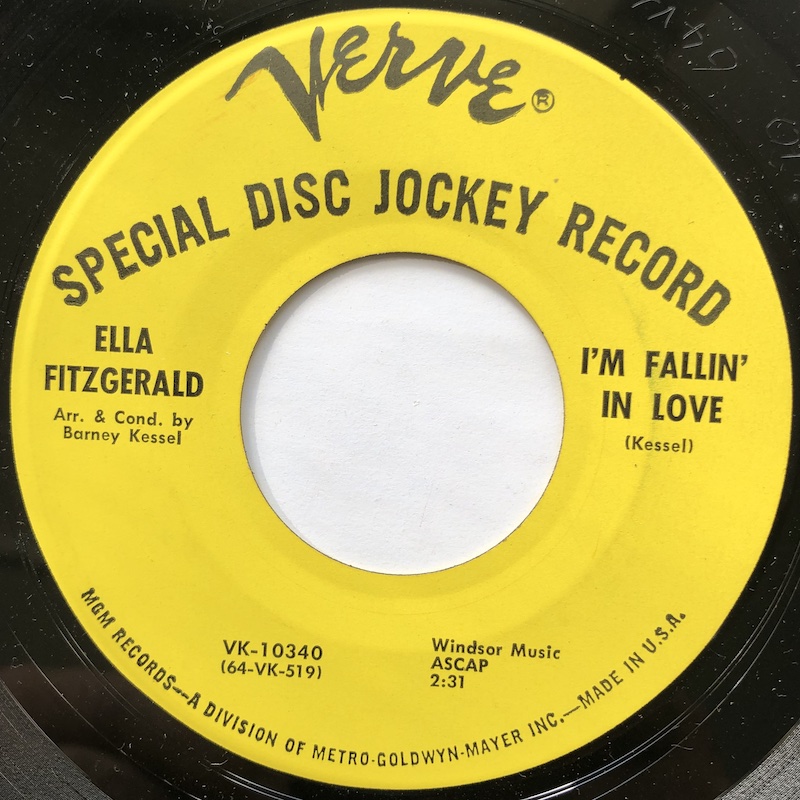 Verve®
SPECIAL DISC JOCKEY RECORD
ELLA
FITZGERALD
Arr. & Cond. by
Barney Kessel
I'M FALLIN'
IN LOVE
(Kessel)
VK-10340
(64-VK-519)
Windsor Music
ASCAP
2:31
MGM RECORDS—A DIVISION OF METRO-GOLDWYN-MAYER INC.—MADE IN U.S.A.